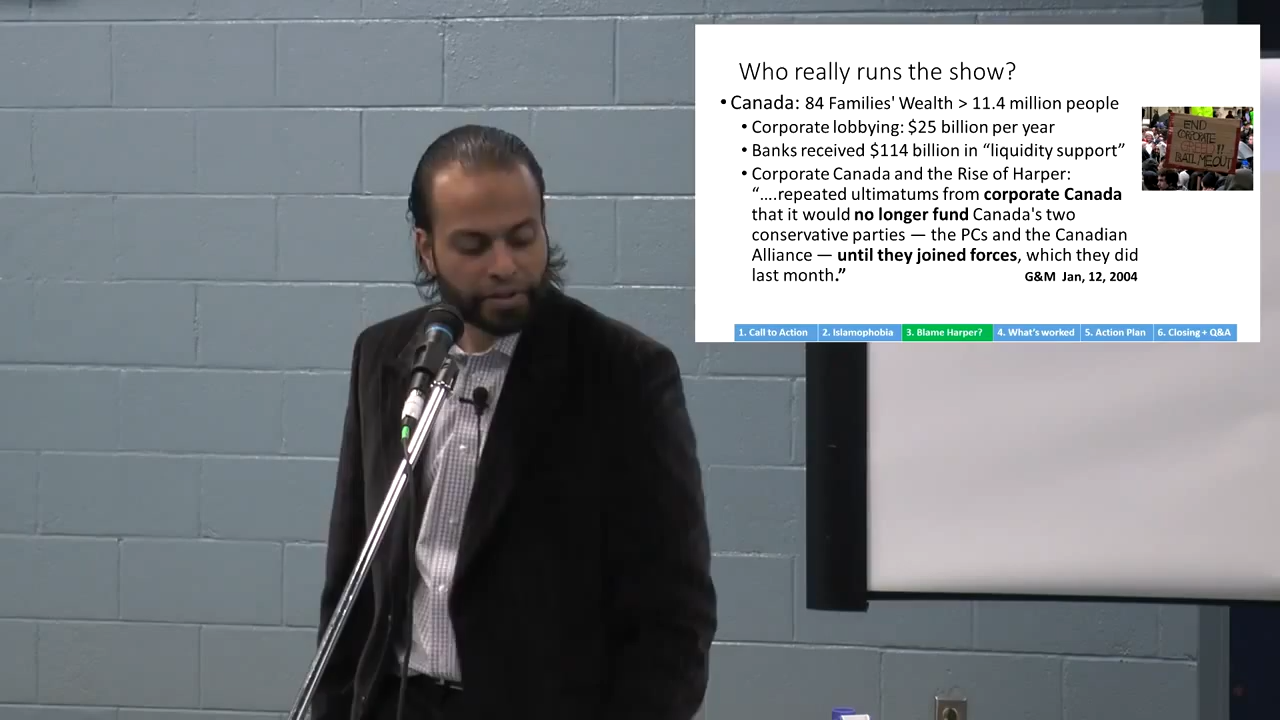 Who really runs the show?
• Canada: 84 Families' Wealth > 11.4 million people
• Corporate lobbying: $25 billion per year
• Banks received $114 billion in “liquidity support”
• Corporate Canada and the Rise of Harper:
“....repeated ultimatums from corporate Canada
that it would no longer fund Canada's two
conservative parties — the PCs and the Canadian
Alliance — until they joined forces, which they did
last month.”
G&M Jan, 12, 2004
END
CORPORATE
GREED!!
BAIL ME OUT
1. Call to Action
2. Islamophobia
3. Blame Harper?
4. What's worked
5. Action Plan
6. Closing + Q&A